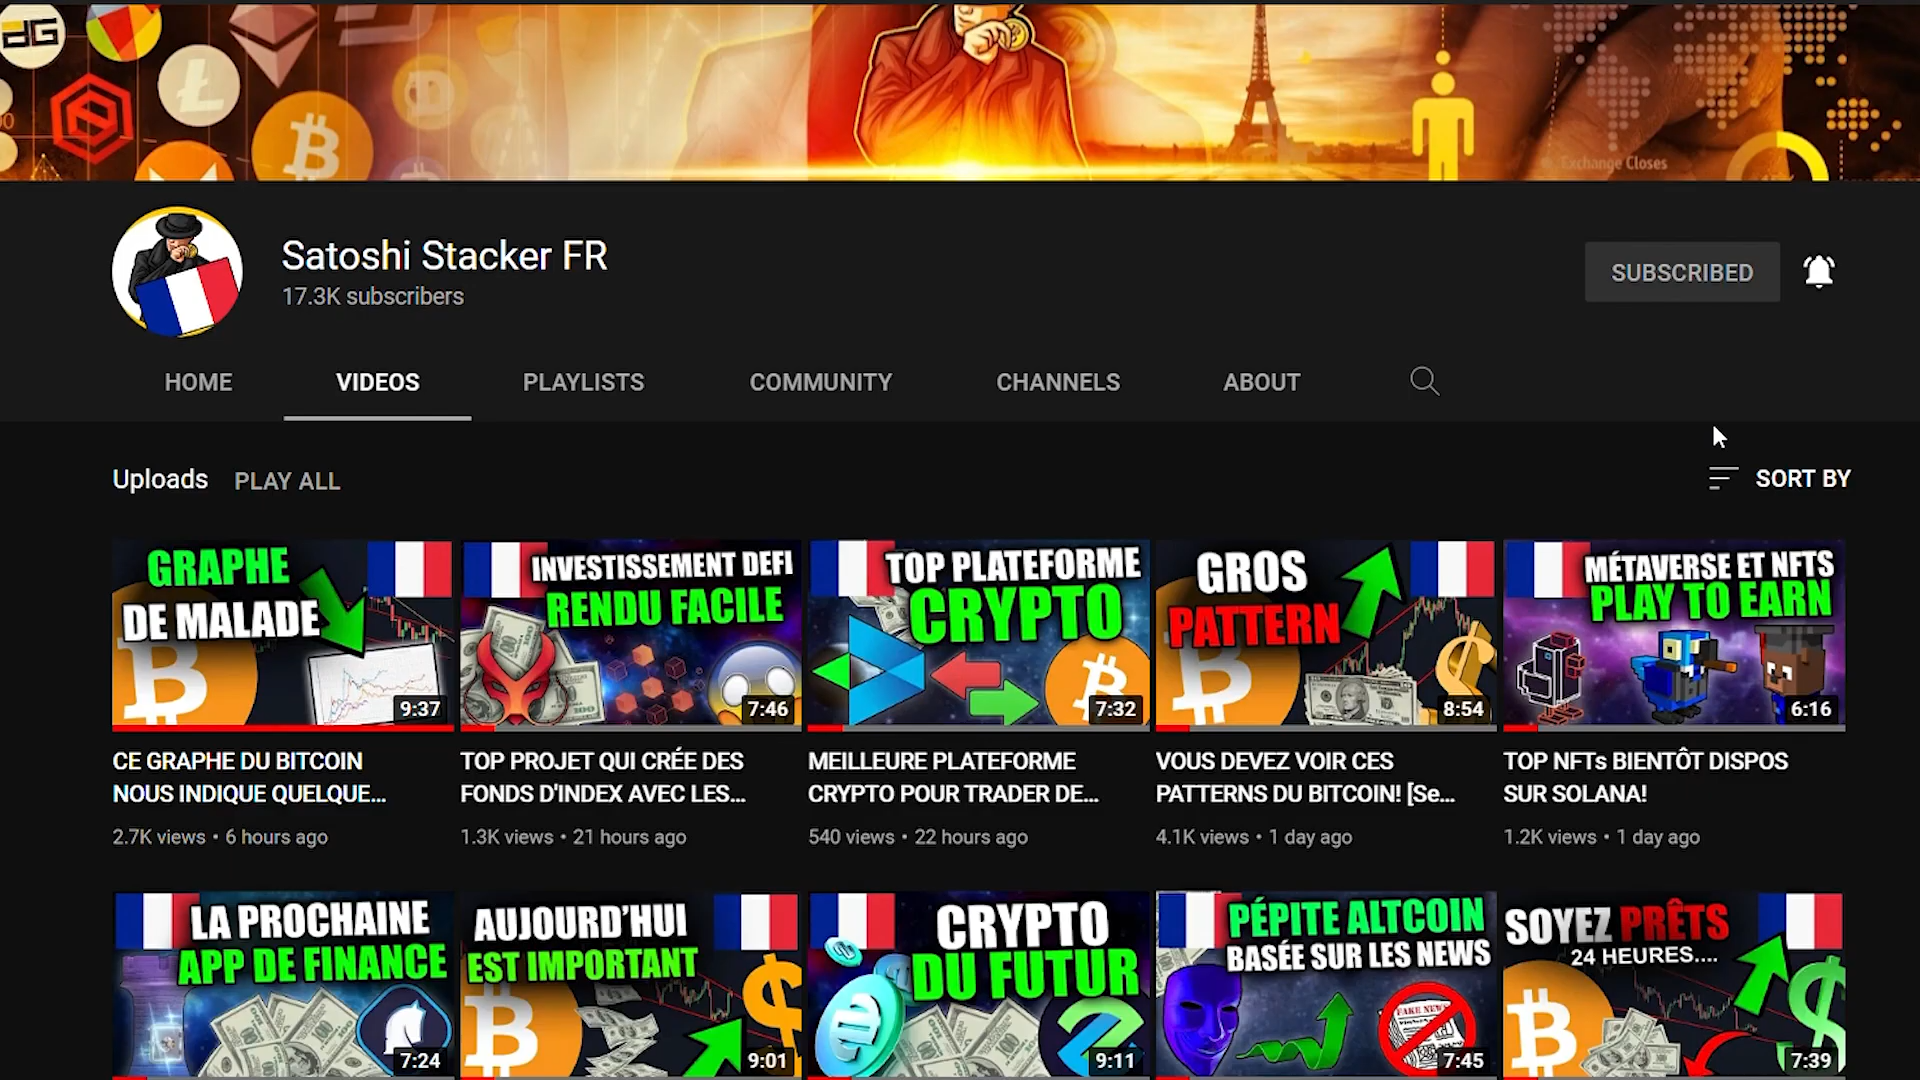 Exchange Closes
Satoshi Stacker FR
17.3K subscribers
SUBSCRIBED
HOME
VIDEOS
PLAYLISTS
COMMUNITY
CHANNELS
ABOUT
Uploads
PLAY ALL
SORT BY
GRAPHE
DE MALADE
9:37
INVESTISSEMENT DEFI
RENDU FACILE
7:46
TOP PLATEFORME
CRYPTO
7:32
GROS
PATTERN
8:54
MÉTAVERSE ET NFTS
PLAY TO EARN
6:16
CE GRAPHE DU BITCOIN
NOUS INDIQUE QUELQUE...
2.7K views • 6 hours ago
TOP PROJET QUI CRÉE DES
FONDS D'INDEX AVEC LES...
1.3K views • 21 hours ago
MEILLEURE PLATEFORME
CRYPTO POUR TRADER DE...
540 views • 22 hours ago
VOUS DEVEZ VOIR CES
PATTERNS DU BITCOIN! [Se...
4.1K views • 1 day ago
TOP NFTs BIENTÔT DISPOS
SUR SOLANA!
1.2K views • 1 day ago
LA PROCHAINE
APP DE FINANCE
7:24
AUJOURD'HUI
EST IMPORTANT
9:01
CRYPTO
DU FUTUR
9:11
PÉPITE ALTCOIN
BASÉE SUR LES NEWS
FAKE NEWS
7:45
SOYEZ PRÊTS
24 HEURES....
7:39